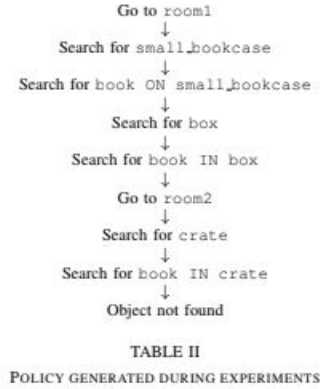 Go to room1
↓
Search for small_bookcase
↓
Search for book ON small_bookcase
↓
Search for box
↓
Search for book IN box
↓
Go to room2
↓
Search for crate
↓
Search for book IN crate
↓
Object not found
TABLE II
POLICY GENERATED DURING EXPERIMENTS